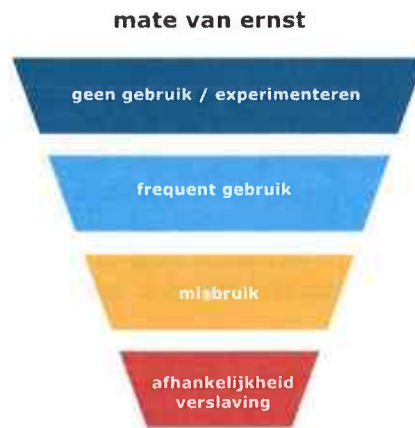 mate van ernst
geen gebruik / experimenteren
frequent gebruik
misbruik
afhankelijkheid
verslaving